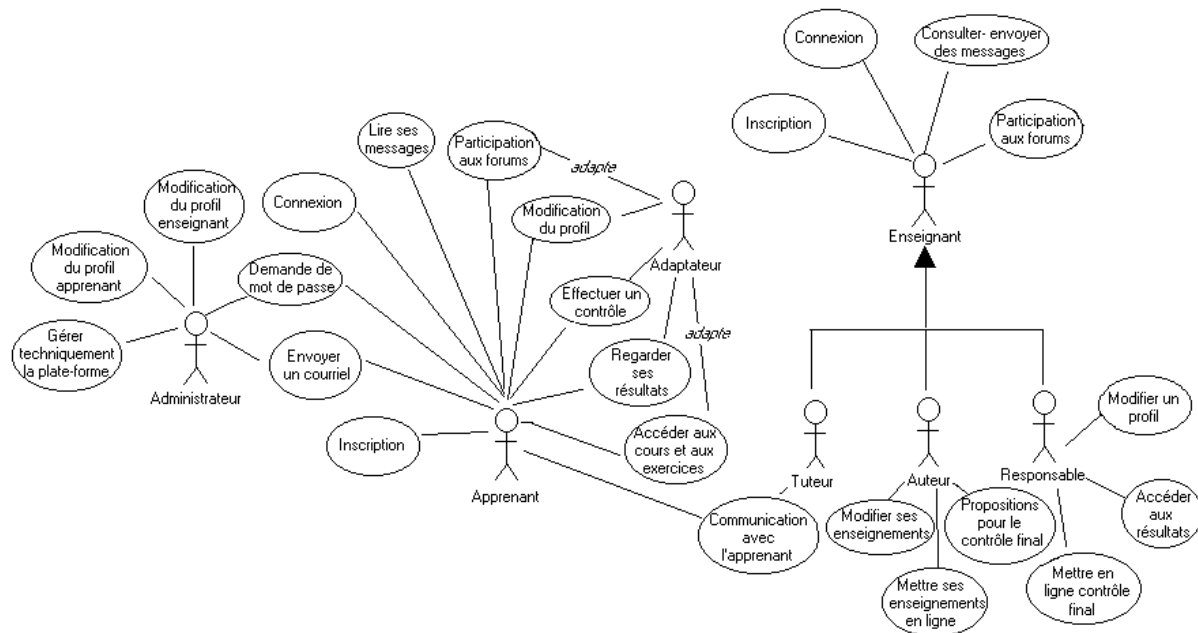 Connexion
Consulter- envoyer
des messages
Inscription
Participation
aux forums
Enseignant
Lire ses
messages
Participation
aux forums
adapte
Modification
du profil
enseignant
Connexion
Modification
du profil
Adaptateur
Modification
du profil
apprenant
Demande de
mot de passe
Effectuer un
contrôle
adapte
Gérer
techniquement
la plate-forme
Administrateur
Envoyer
un courriel
Regarder
ses
résultats
Inscription
Apprenant
Accéder aux
cours et aux
exercices
Communication
avec
l'apprenant
Tuteur
Auteur
Responsable
Modifier un
profil
Modifier ses
enseignements
Propositions
pour le
contrôle final
Accéder
aux
résultats
Mettre ses
enseignements
en ligne
Mettre en
ligne contrôle
final